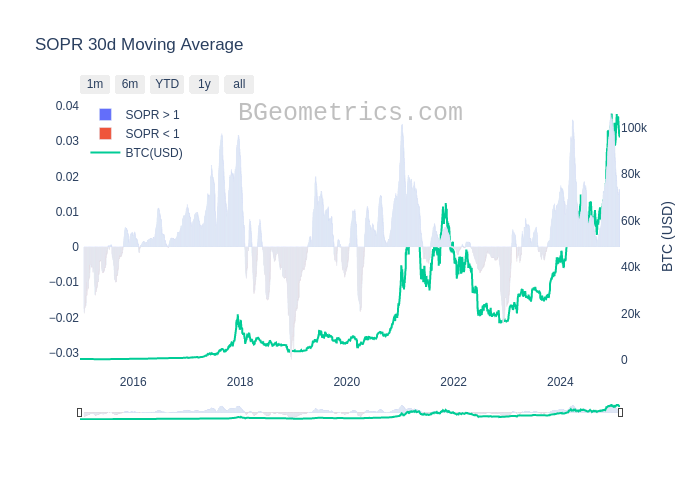 SOPR 30d Moving Average
1m 6m YTD 1y all
BGeometrics.com
SOPR > 1
SOPR < 1
BTC(USD)
0.04
0.03
0.02
0.01
0
−0.01
−0.02
−0.03
100k
80k
60k
40k
20k
0
BTC (USD)
2016 2018 2020 2022 2024